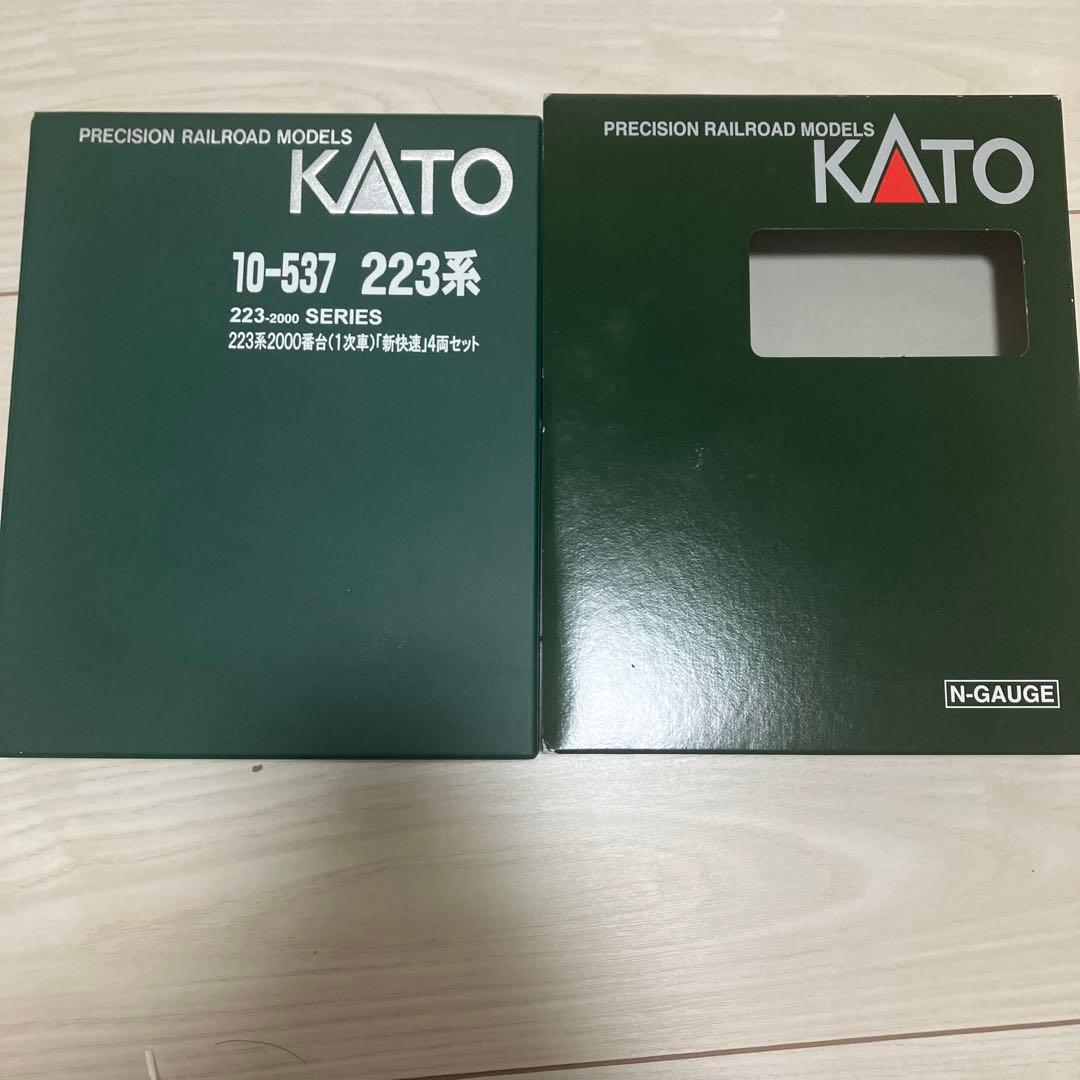 PRECISION RAILROAD MODELS
KATO
10-537 223系
223-2000 SERIES
223系2000番台(1次車)「新快速」4両セット
PRECISION RAILROAD MODELS
KATO
N-GAUGE